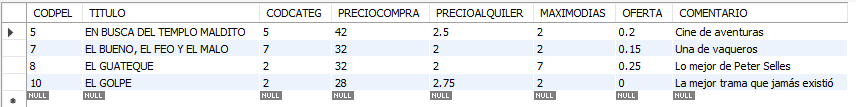 CODPEL TITULO CODCATEG PRECIOCOMPRA PRECIOALQUILER MAXIMODIAS OFERTA COMENTARIO
5 EN BUSCA DEL TEMPLO MALDITO 5 42 2.5 2 0.2 Cine de aventuras
7 EL BUENO, EL FEO Y EL MALO 7 32 2 2 0.15 Una de vaqueros
8 EL GUATEQUE 2 32 2 7 0.25 Lo mejor de Peter Selles
10 EL GOLPE 2 28 2.75 2 0 La mejor trama que jamás existió
NULL NULL NULL NULL NULL NULL NULL NULL